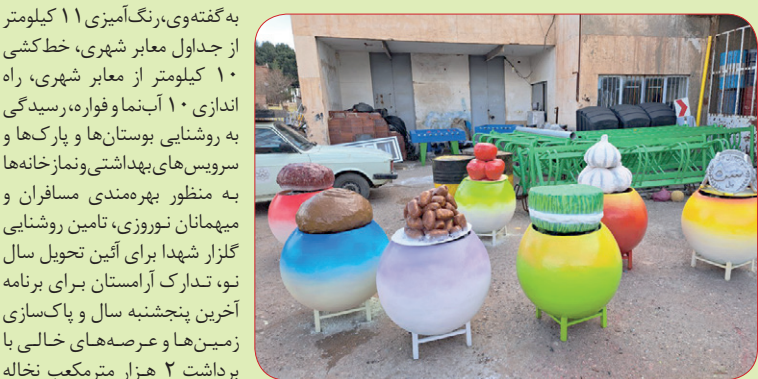 به گفته‌وی، رنگ‌آمیزی ۱۱ کیلومتر
از جداول معابر شهری، خط‌کشی
۱۰ کیلومتر از معابر شهری، راه
اندازی ۱۰ آب‌نما و فواره، رسیدگی
به روشنایی بوستان‌ها و پارک‌ها و
سرویس‌های بهداشتی و نمازخانه‌ها
به منظور بهره‌مندی مسافران و
میهمانان نوروزی، تامین روشنایی
گلزار شهدا برای آئین تحویل سال
نو، تدارک آرامستان برای برنامه
آخرین پنجشنبه سال و پاک‌سازی
زمین‌ها و عرصه‌های خالی با
برداشت ۲ هزار مترمکعب نخاله